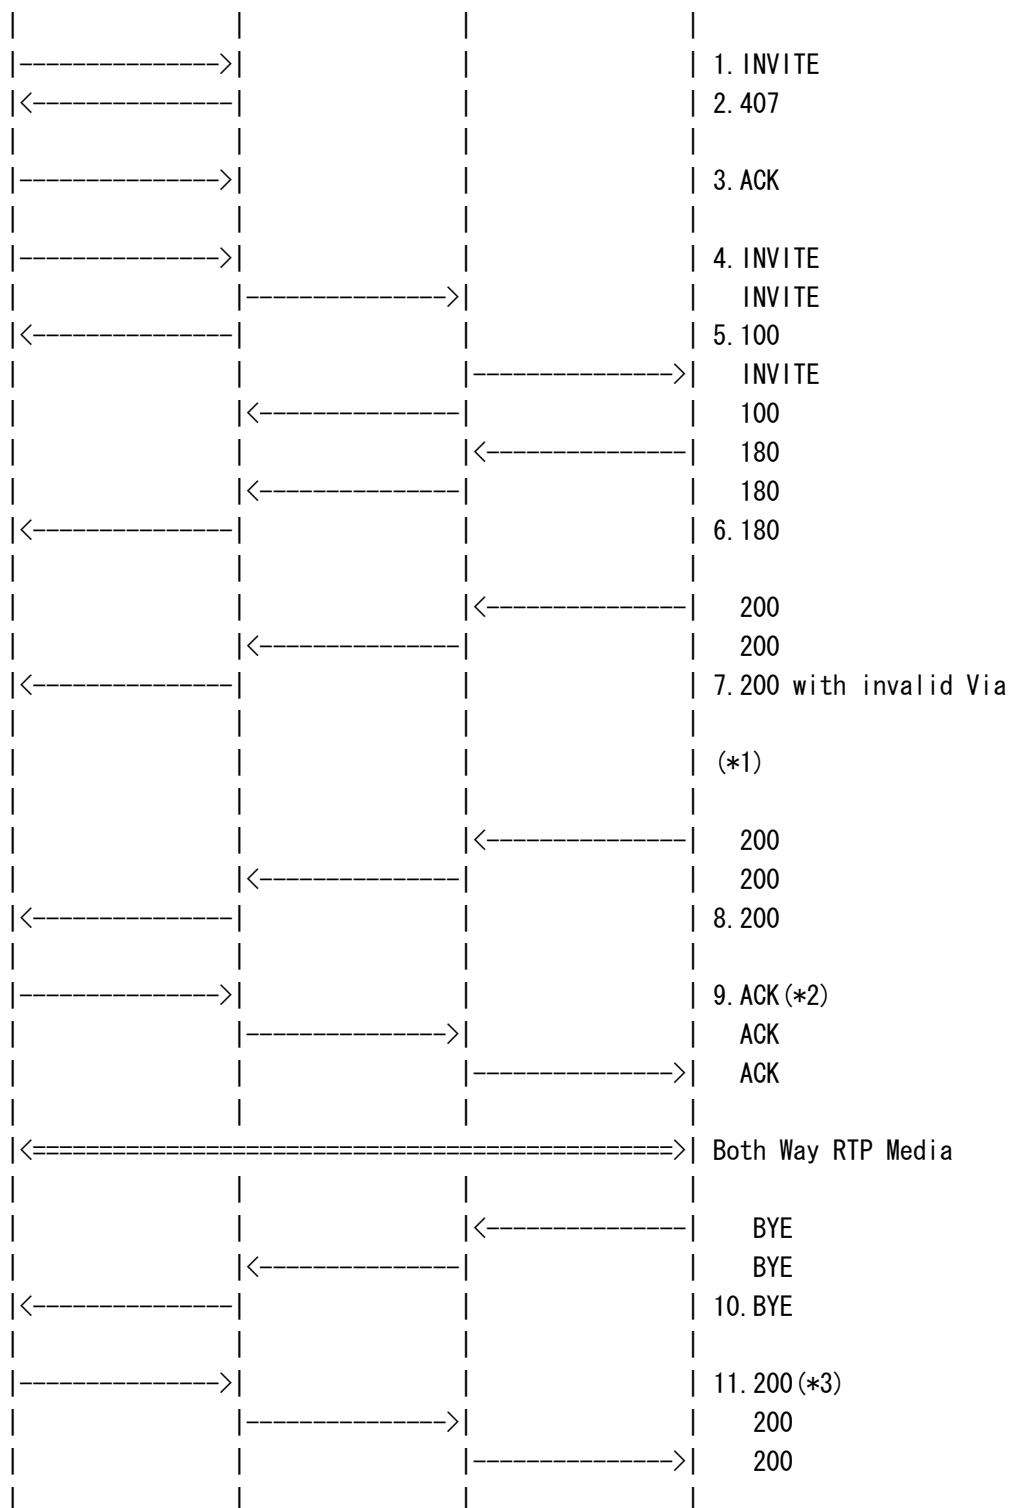 1. INVITE
2. 407
3. ACK
4. INVITE
INVITE
5. 100
INVITE
100
180
180
6. 180
200
200
7. 200 with invalid Via
(*1)
200
200
8. 200
9. ACK(*2)
ACK
ACK
Both Way RTP Media
BYE
BYE
10. BYE
11. 200(*3)
200
200